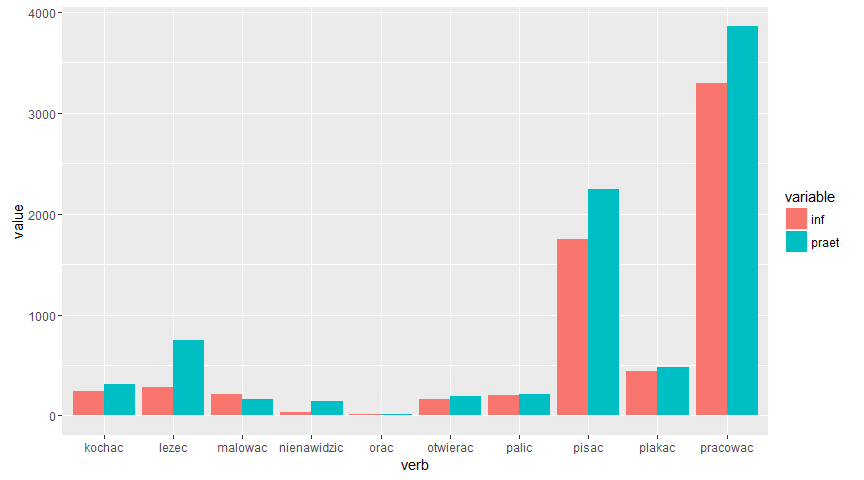 4000
3000
2000
1000
0
value
kochac lezec malowac nienawidzic orac otwierac palic pisac plakac pracowac
verb
variable
inf
praet